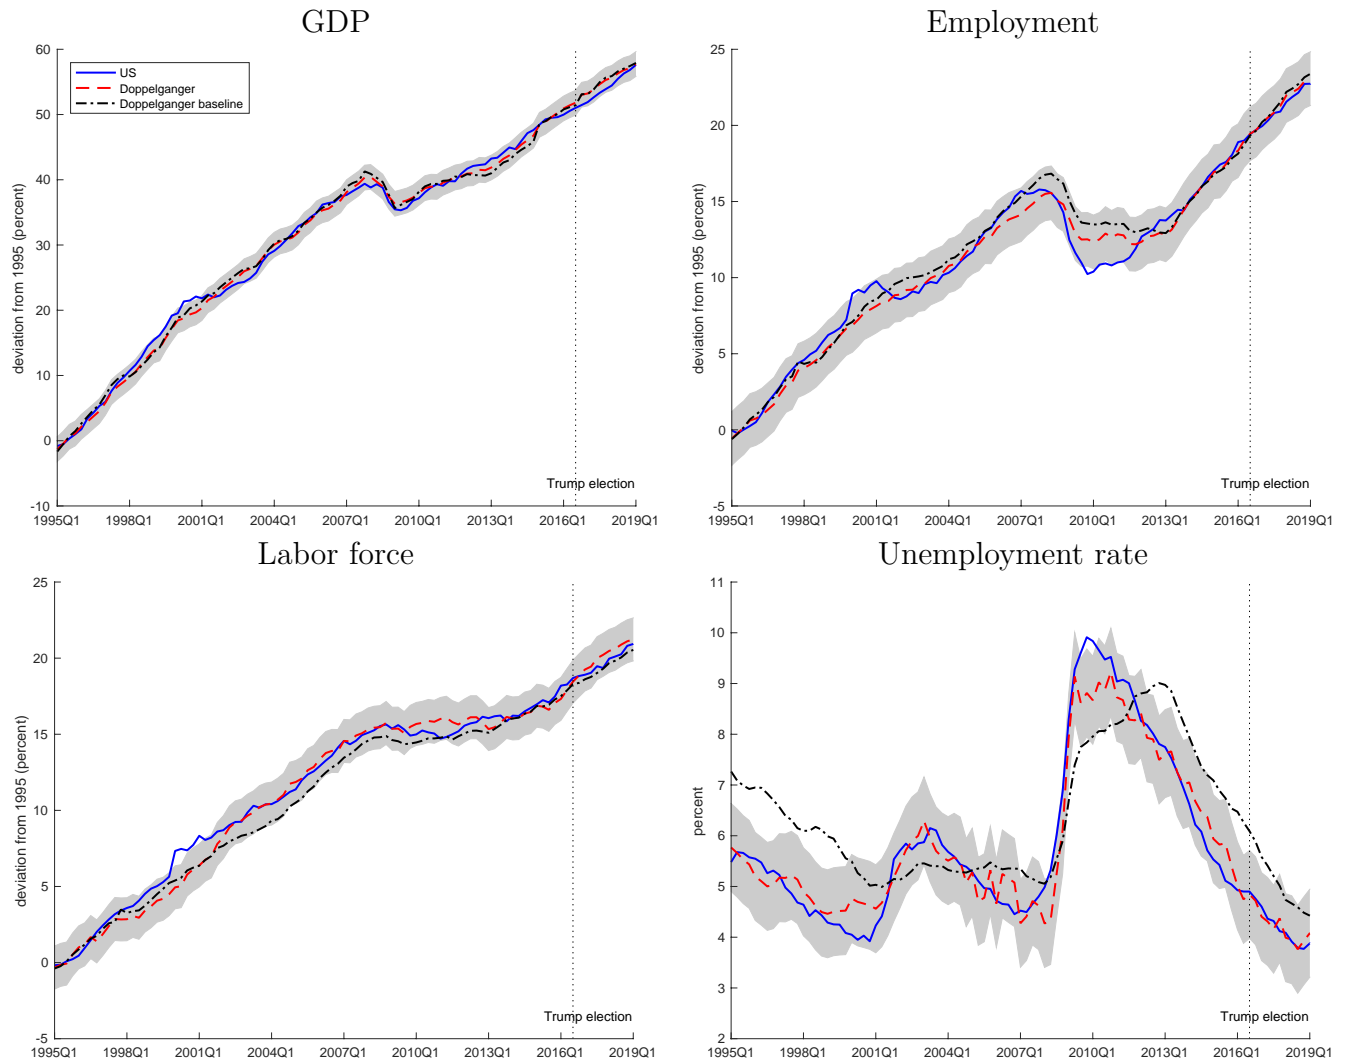 GDP
Employment
60
50
40
30
20
10
0
-10
deviation from 1995 (percent)
US
Doppelganger
Doppelganger baseline
Trump election
1995Q1 1998Q1 2001Q1 2004Q1 2007Q1 2010Q1 2013Q1 2016Q1 2019Q1
25
20
15
10
5
0
-5
deviation from 1995 (percent)
Trump election
1995Q1 1998Q1 2001Q1 2004Q1 2007Q1 2010Q1 2013Q1 2016Q1 2019Q1
Labor force
Unemployment rate
25
20
15
10
5
0
-5
deviation from 1995 (percent)
Trump election
1995Q1 1998Q1 2001Q1 2004Q1 2007Q1 2010Q1 2013Q1 2016Q1 2019Q1
11
10
9
8
7
6
5
4
3
2
percent
Trump election
1995Q1 1998Q1 2001Q1 2004Q1 2007Q1 2010Q1 2013Q1 2016Q1 2019Q1